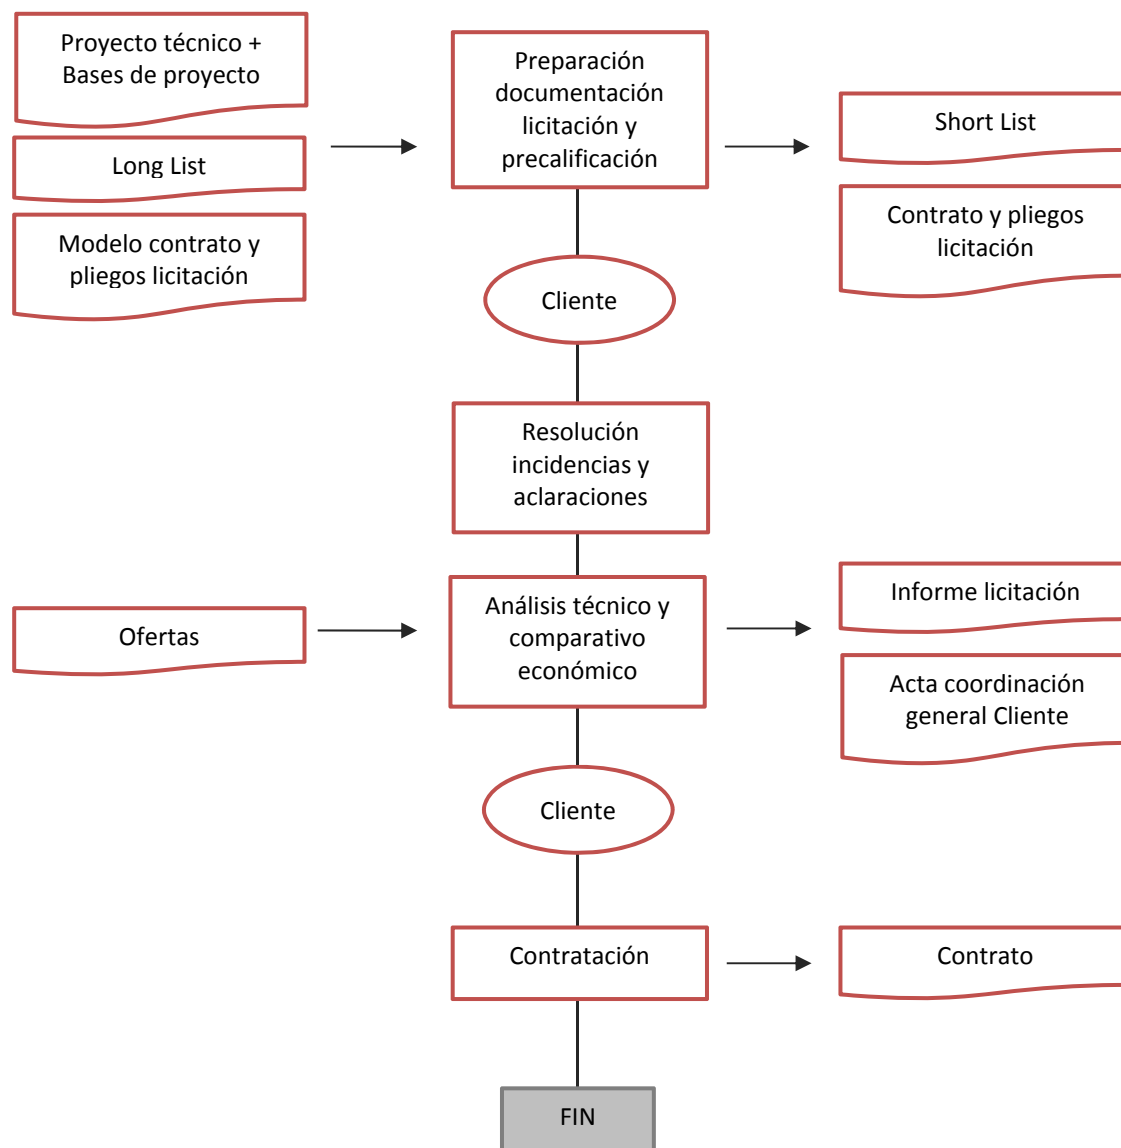 Proyecto técnico +
Bases de proyecto
Long List
Modelo contrato y
pliegos licitación
Preparación
documentación
licitación y
precalificación
Short List
Contrato y pliegos
licitación
Cliente
Resolución
incidencias y
aclaraciones
Ofertas
Análisis técnico y
comparativo
económico
Informe licitación
Acta coordinación
general Cliente
Cliente
Contratación
Contrato
FIN